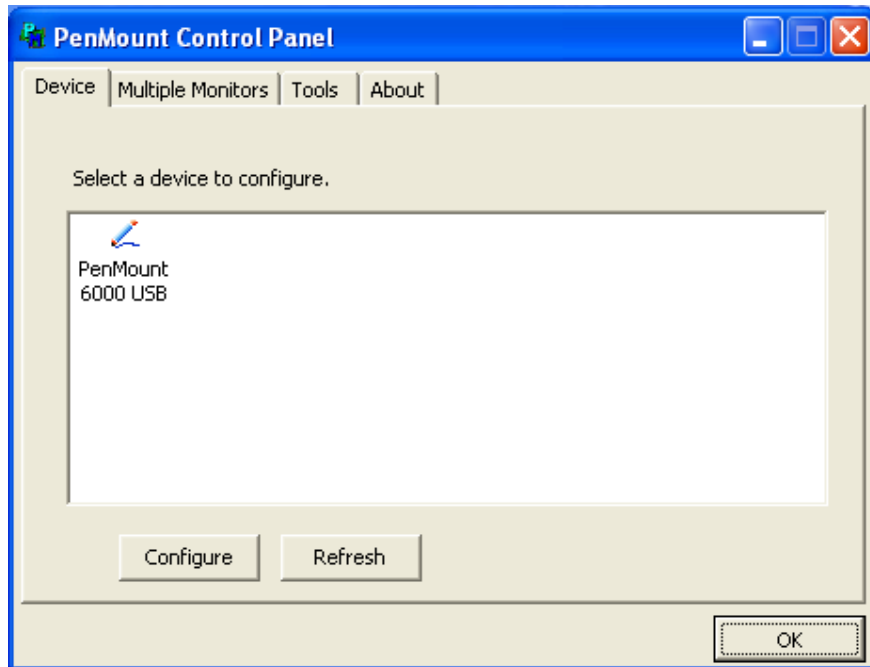 PenMount Control Panel
Device Multiple Monitors Tools About
Select a device to configure.
PenMount
6000 USB
Configure Refresh
OK